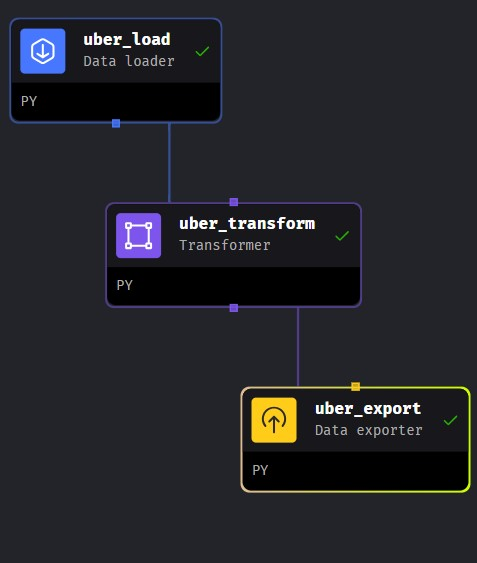 uber_load
Data loader
PY
uber_transform
Transformer
PY
uber_export
Data exporter
PY